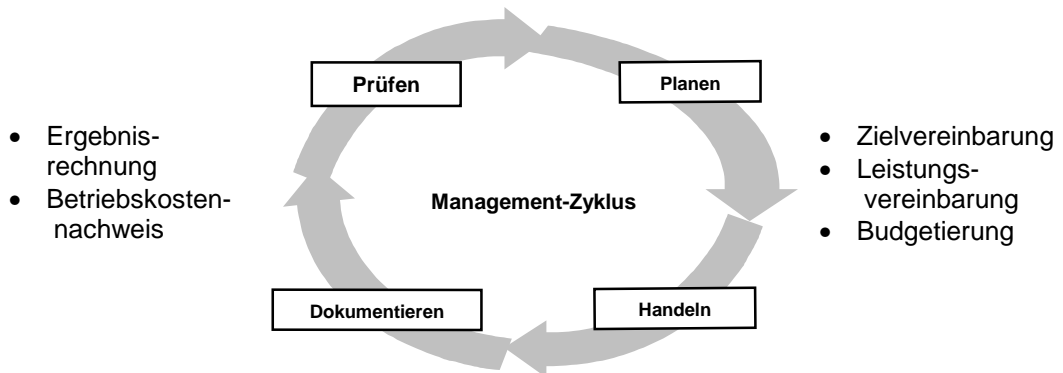 Prüfen
Planen
• Ergebnis-
rechnung
• Betriebskosten-
nachweis
Management-Zyklus
• Zielvereinbarung
• Leistungs-
vereinbarung
• Budgetierung
Dokumentieren
Handeln